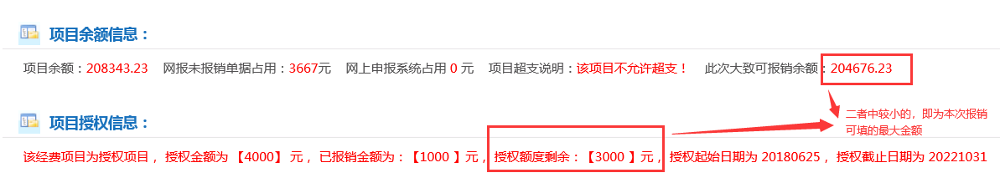 项目余额信息：
项目余额：208343.23 网报未报销单据占用：3667元 网上申报系统占用 0 元 项目超支说明：该项目不允许超支！ 此次大致可报销余额：204676.23
二者中较小的，即为本次报销
可填的最大金额
项目授权信息：
该经费项目为授权项目， 授权金额为 【4000】 元， 已报销金额为：【1000 】元， 授权额度剩余：【3000 】元， 授权起始日期为 20180625， 授权截止日期为 20221031